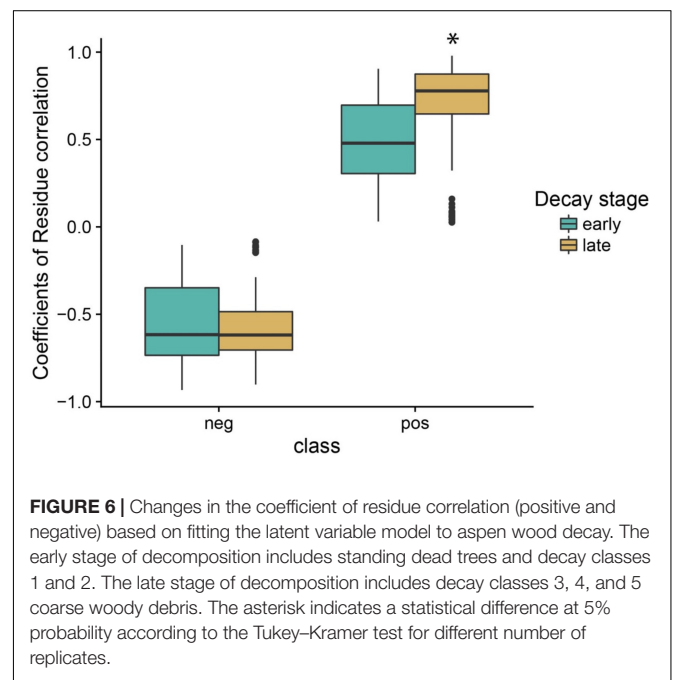 Coefficients of Residue correlation
1.0
0.5
0.0
−0.5
−1.0
*
neg
pos
class
Decay stage
early
late
FIGURE 6 | Changes in the coefficient of residue correlation (positive and
negative) based on fitting the latent variable model to aspen wood decay. The
early stage of decomposition includes standing dead trees and decay classes
1 and 2. The late stage of decomposition includes decay classes 3, 4, and 5
coarse woody debris. The asterisk indicates a statistical difference at 5%
probability according to the Tukey–Kramer test for different number of
replicates.